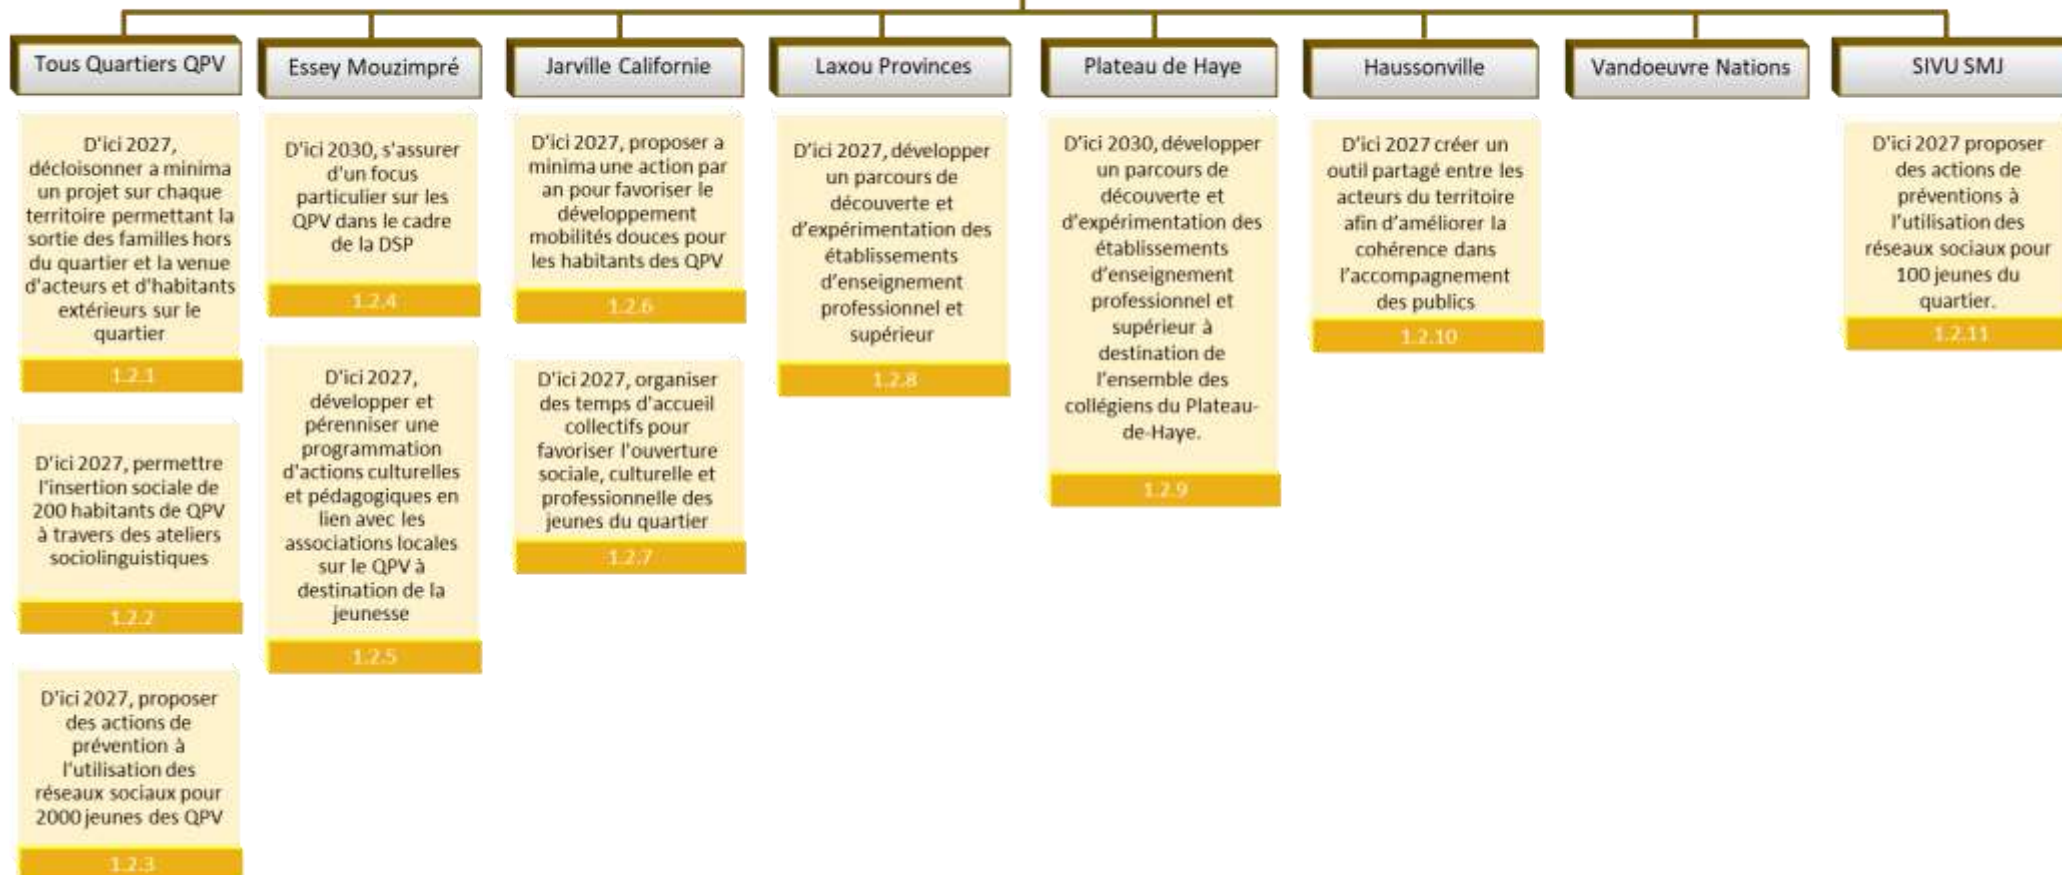 Tous Quartiers QPV
D'ici 2027,
décloisonner a minima
un projet sur chaque
territoire permettant la
sortie des familles hors
du quartier et la venue
d'acteurs et d'habitants
extérieurs sur le
quartier
1.2.1
D'ici 2027, permettre
l'insertion sociale de
200 habitants de QPV
à travers des ateliers
sociolinguistiques
1.2.2
D'ici 2027, proposer
des actions de
prévention à
l'utilisation des
réseaux sociaux pour
2000 jeunes des QPV
1.2.3
Essey Mouzimpré
D'ici 2030, s'assurer
d'un focus
particulier sur les
QPV dans le cadre
de la DSP
1.2.4
D'ici 2027,
développer et
pérenniser une
programmation
d'actions culturelles
et pédagogiques en
lien avec les
associations locales
sur le QPV à
destination de la
jeunesse
1.2.5
Jarville Californie
D'ici 2027, proposer a
minima une action par
an pour favoriser le
développement
mobilités douces pour
les habitants des QPV
1.2.6
D'ici 2027, organiser
des temps d'accueil
collectifs pour
favoriser l'ouverture
sociale, culturelle et
professionnelle des
jeunes du quartier
1.2.7
Laxou Provinces
D'ici 2027, développer
un parcours de
découverte et
d'expérimentation des
établissements
d'enseignement
professionnel et
supérieur
1.2.8
Plateau de Haye
D'ici 2030, développer
un parcours de
découverte et
d'expérimentation des
établissements
d'enseignement
professionnel et
supérieur à
destination de
l'ensemble des
collégiens du Plateau-
de-Haye.
1.2.9
Haussonville
D'ici 2027 créer un
outil partagé entre les
acteurs du territoire
afin d'améliorer la
cohérence dans
l'accompagnement
des publics
1.2.10
Vandoeuvre Nations
SIVU SMJ
D'ici 2027 proposer
des actions de
préventions à
l'utilisation des
réseaux sociaux pour
100 jeunes du
quartier.
1.2.11